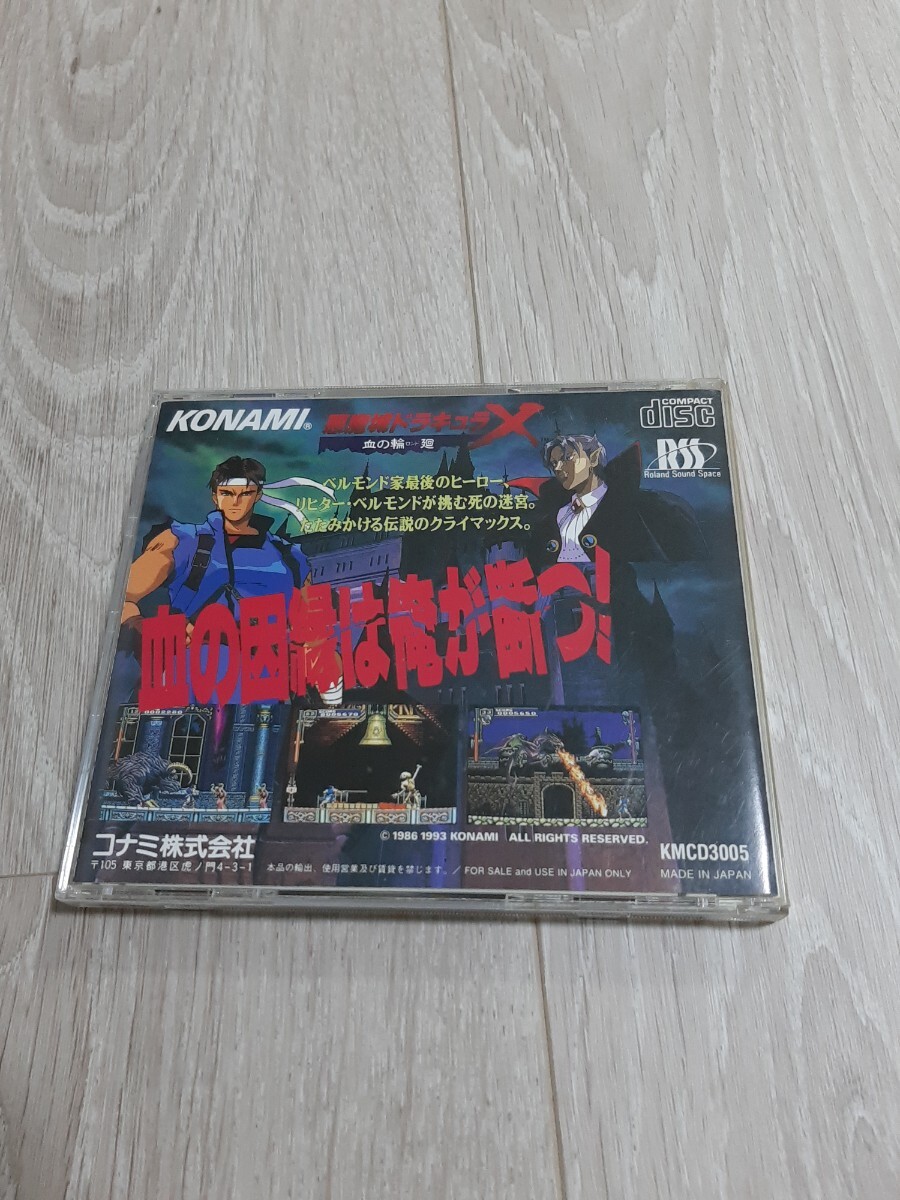 KONAMI®
悪魔城ドラキュラX
血の輪ロンド廻
COMPACT
disc
RSS
Roland Sound Space
ベルモンド家最後のヒーロー、
リヒター・ベルモンドが挑む死の迷宮。
たたみかける伝説のクライマックス。
血の因縁は俺が断つ!
コナミ株式会社
〒105 東京都港区虎ノ門4-3-1
© 1986 1993 KONAMI ALL RIGHTS RESERVED.
本品の輸出、使用営業及び賃貸を禁じます。/ FOR SALE and USE IN JAPAN ONLY
KMCD3005
MADE IN JAPAN